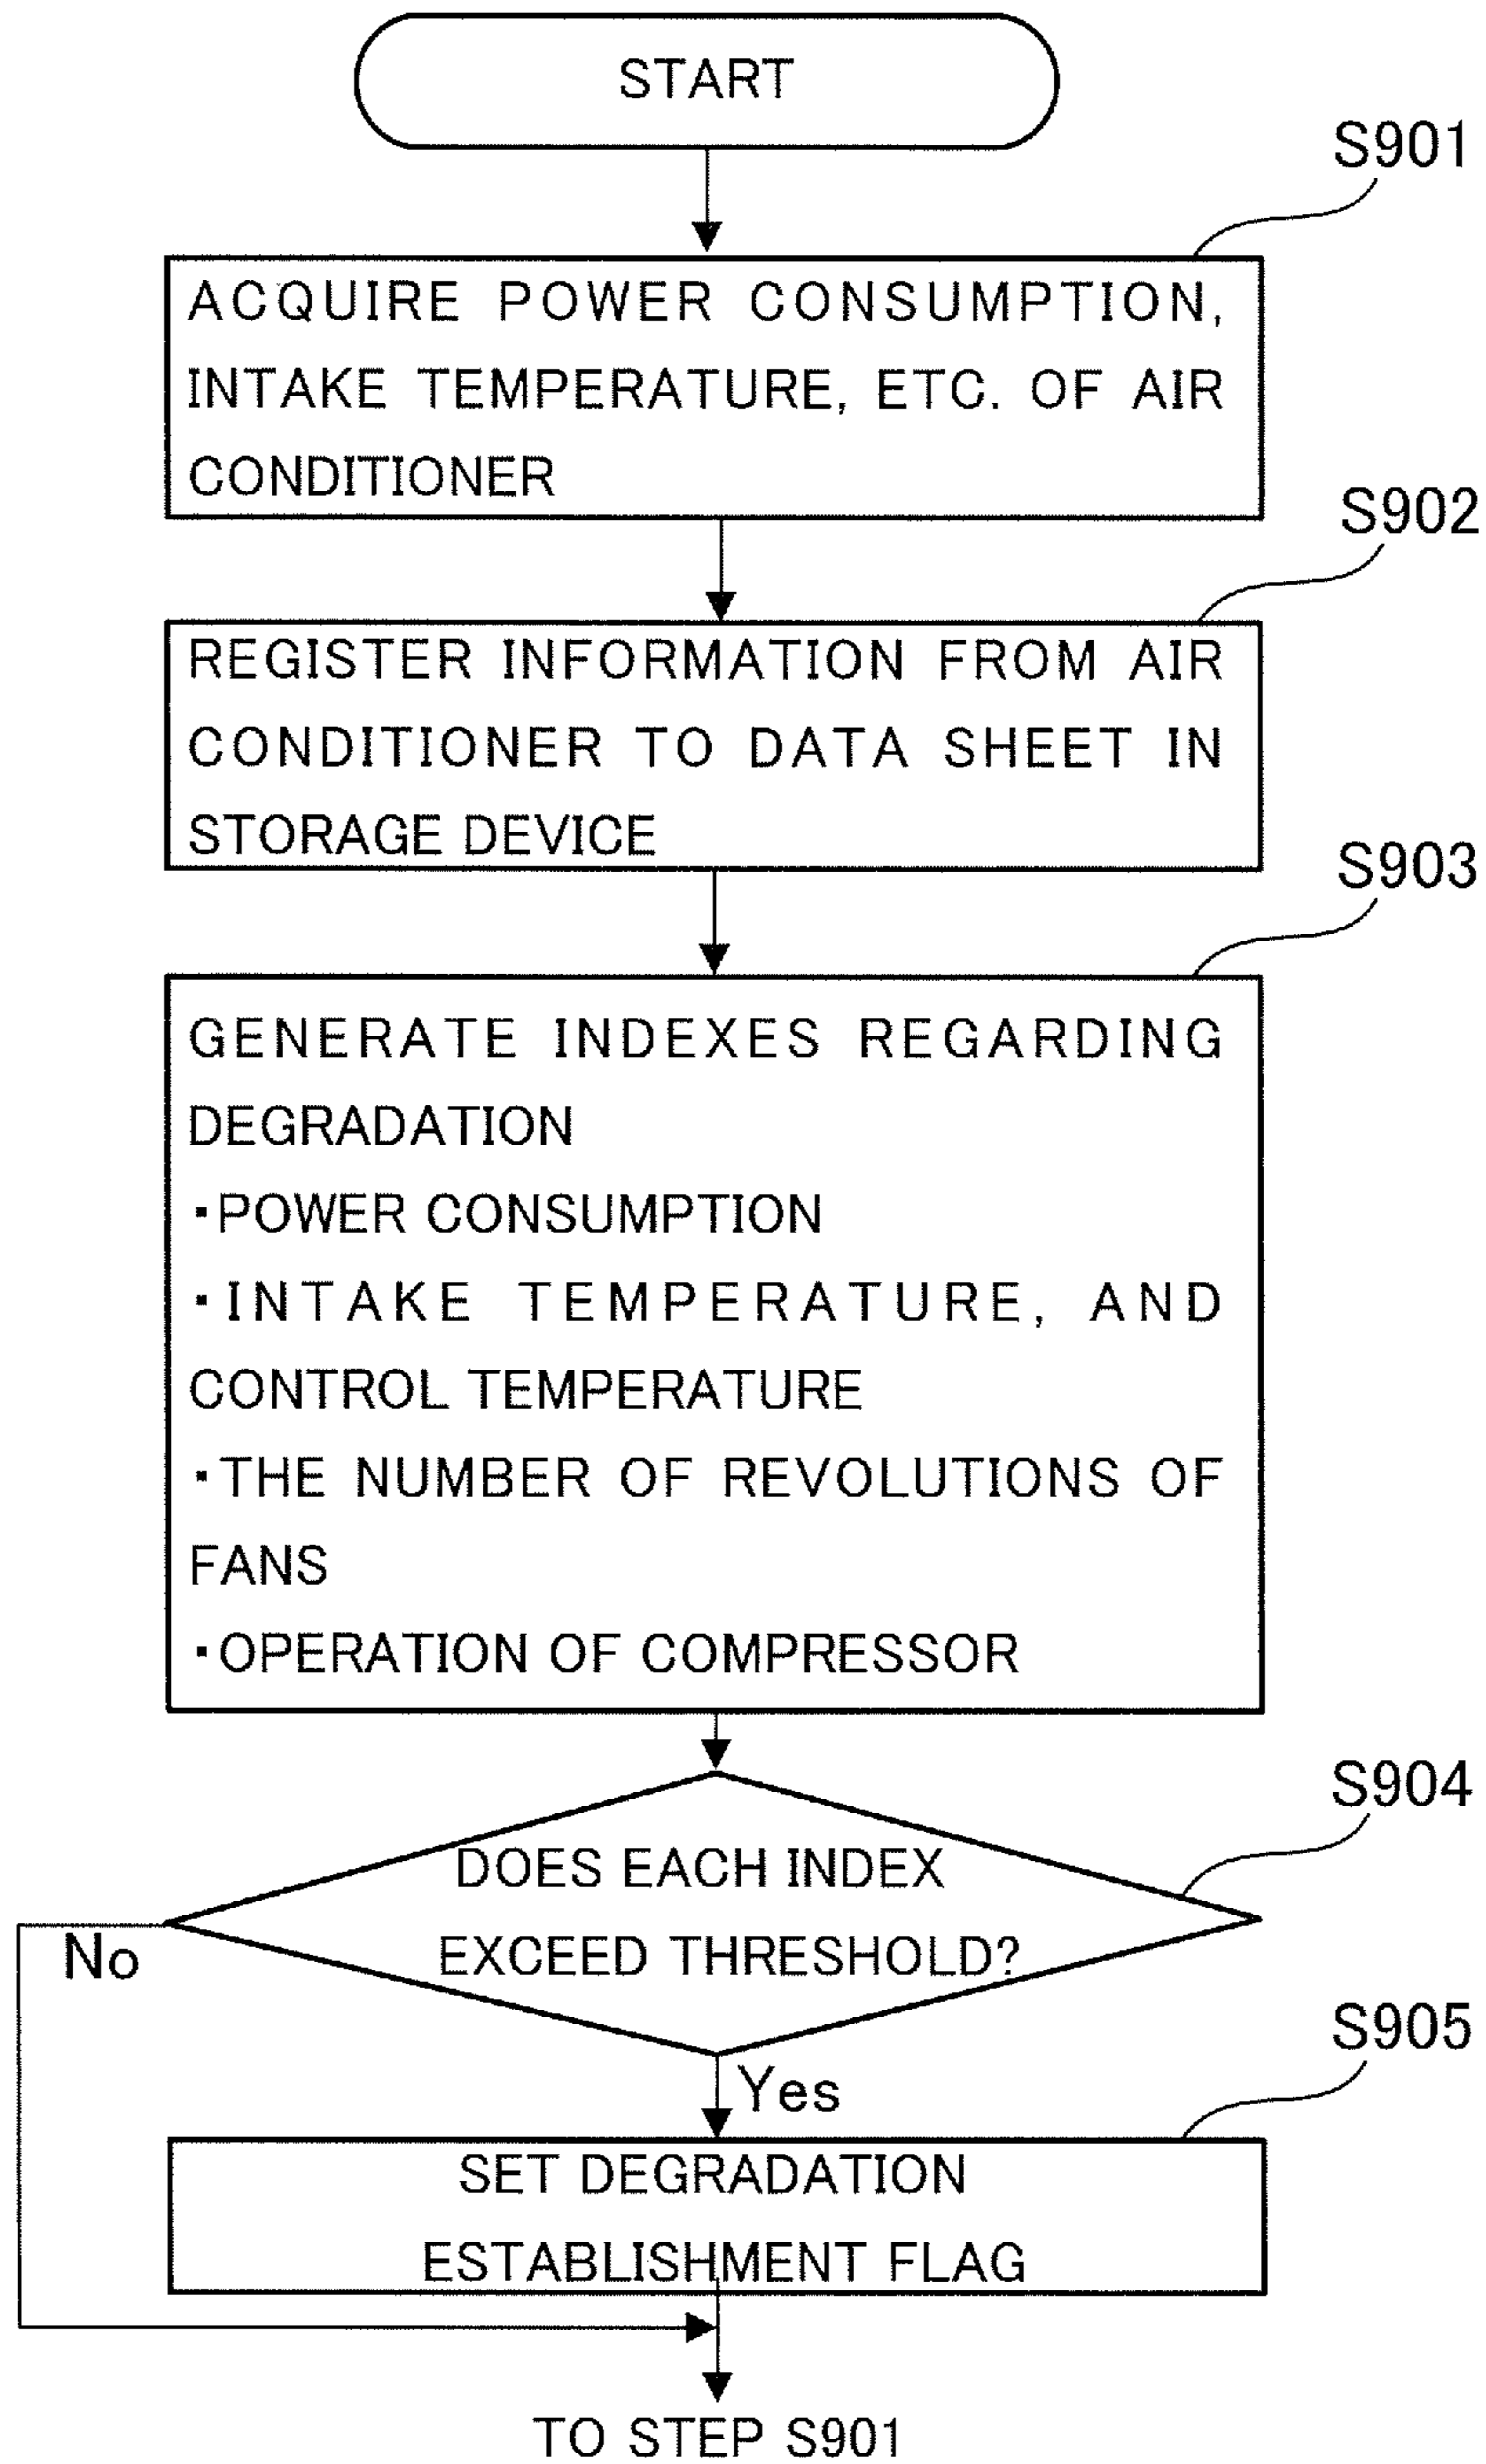 START
S901
ACQUIRE POWER CONSUMPTION,
INTAKE TEMPERATURE, ETC. OF AIR
CONDITIONER
S902
REGISTER INFORMATION FROM AIR
CONDITIONER TO DATA SHEET IN
STORAGE DEVICE
S903
GENERATE INDEXES REGARDING
DEGRADATION
・POWER CONSUMPTION
・INTAKE TEMPERATURE, AND
CONTROL TEMPERATURE
・THE NUMBER OF REVOLUTIONS OF
FANS
・OPERATION OF COMPRESSOR
S904
DOES EACH INDEX
EXCEED THRESHOLD?
No
S905
Yes
SET DEGRADATION
ESTABLISHMENT FLAG
TO STEP S901